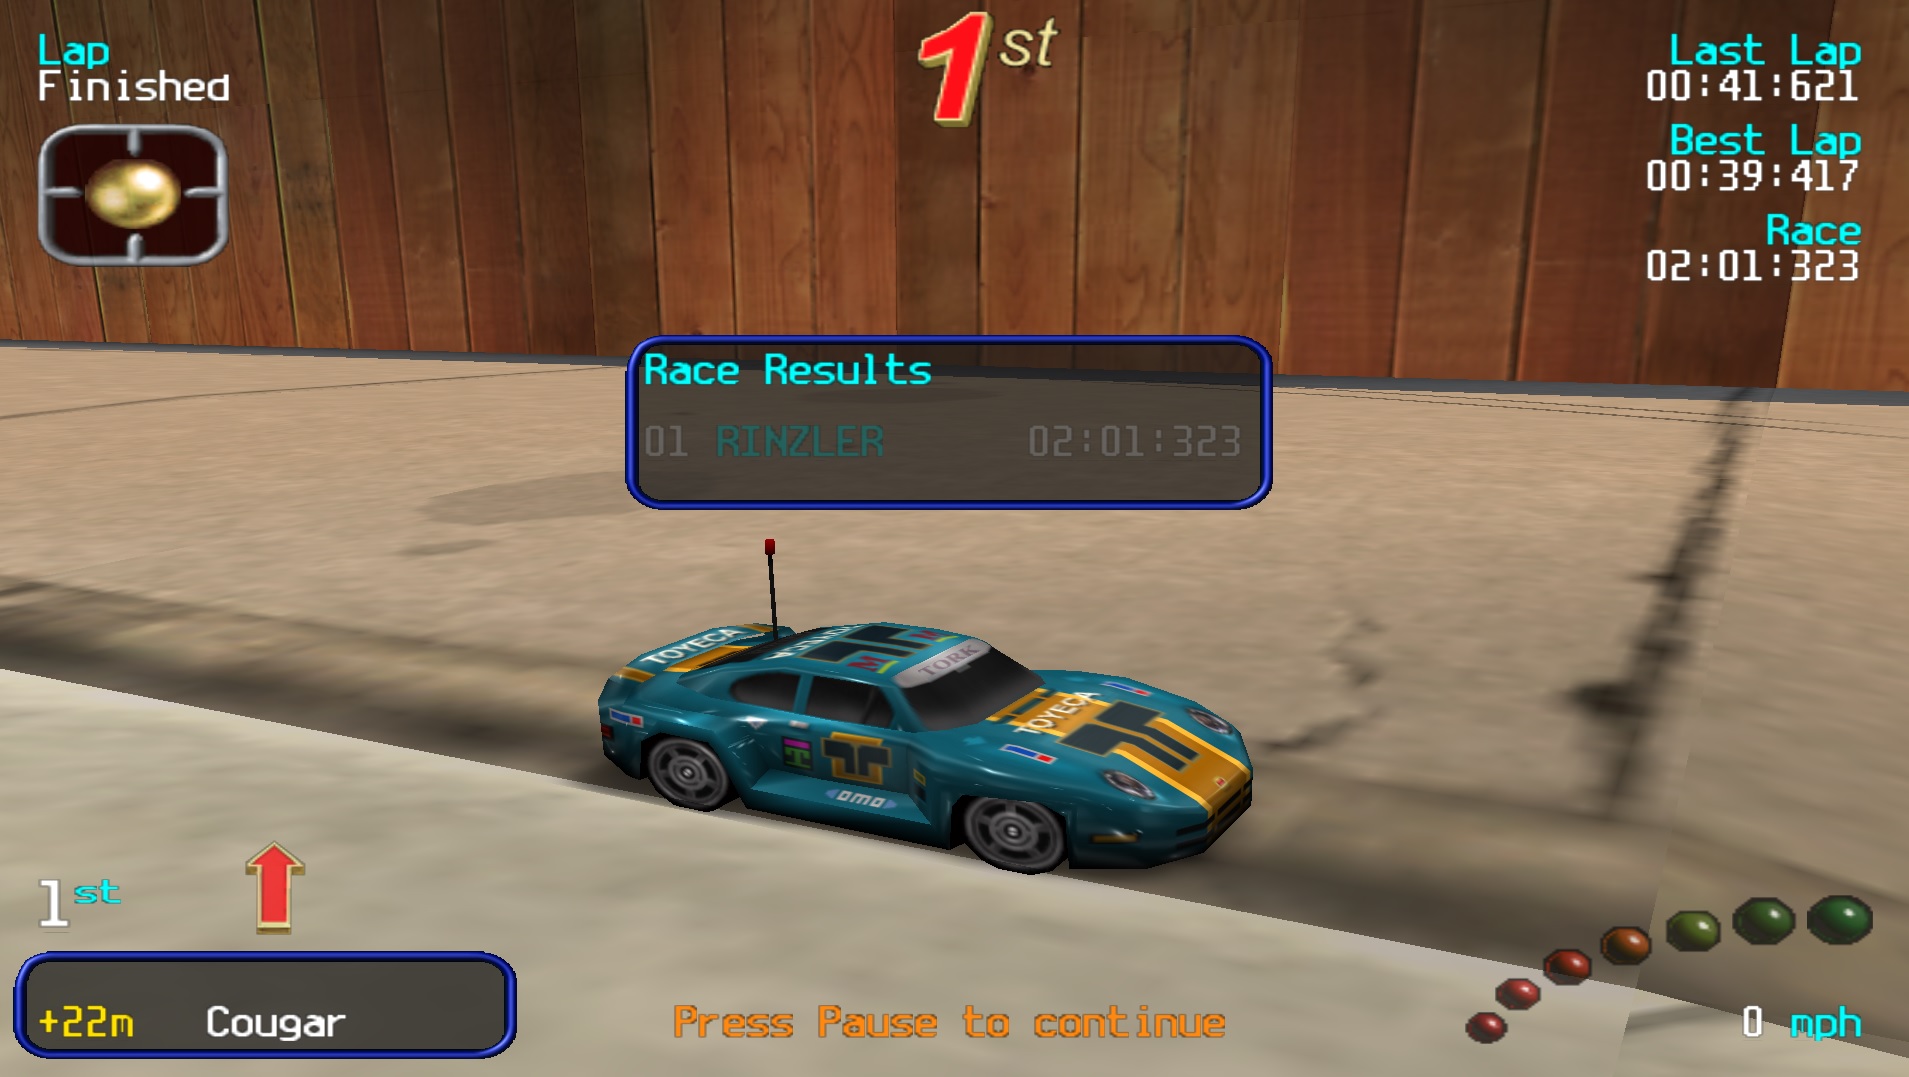 Lap
Finished
1st
Last Lap
00:41:621
Best Lap
00:39:417
Race
02:01:323
Race Results
01 RINZLER 02:01:323
TOYECA
TORK
M
M
TOYECA
OMO
1st
+22m Cougar
Press Pause to continue
0 mph